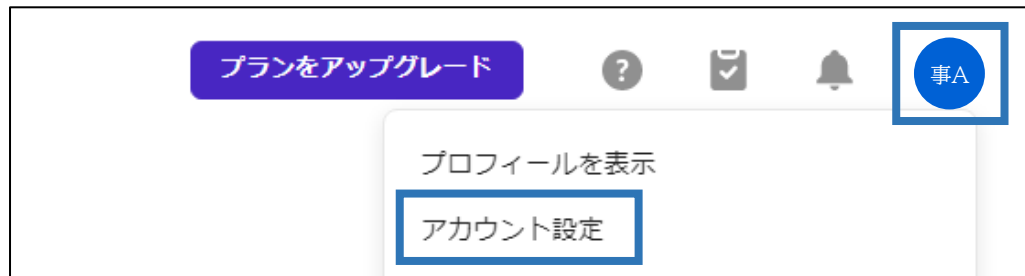 プランをアップグレード
事A
プロフィールを表示
アカウント設定